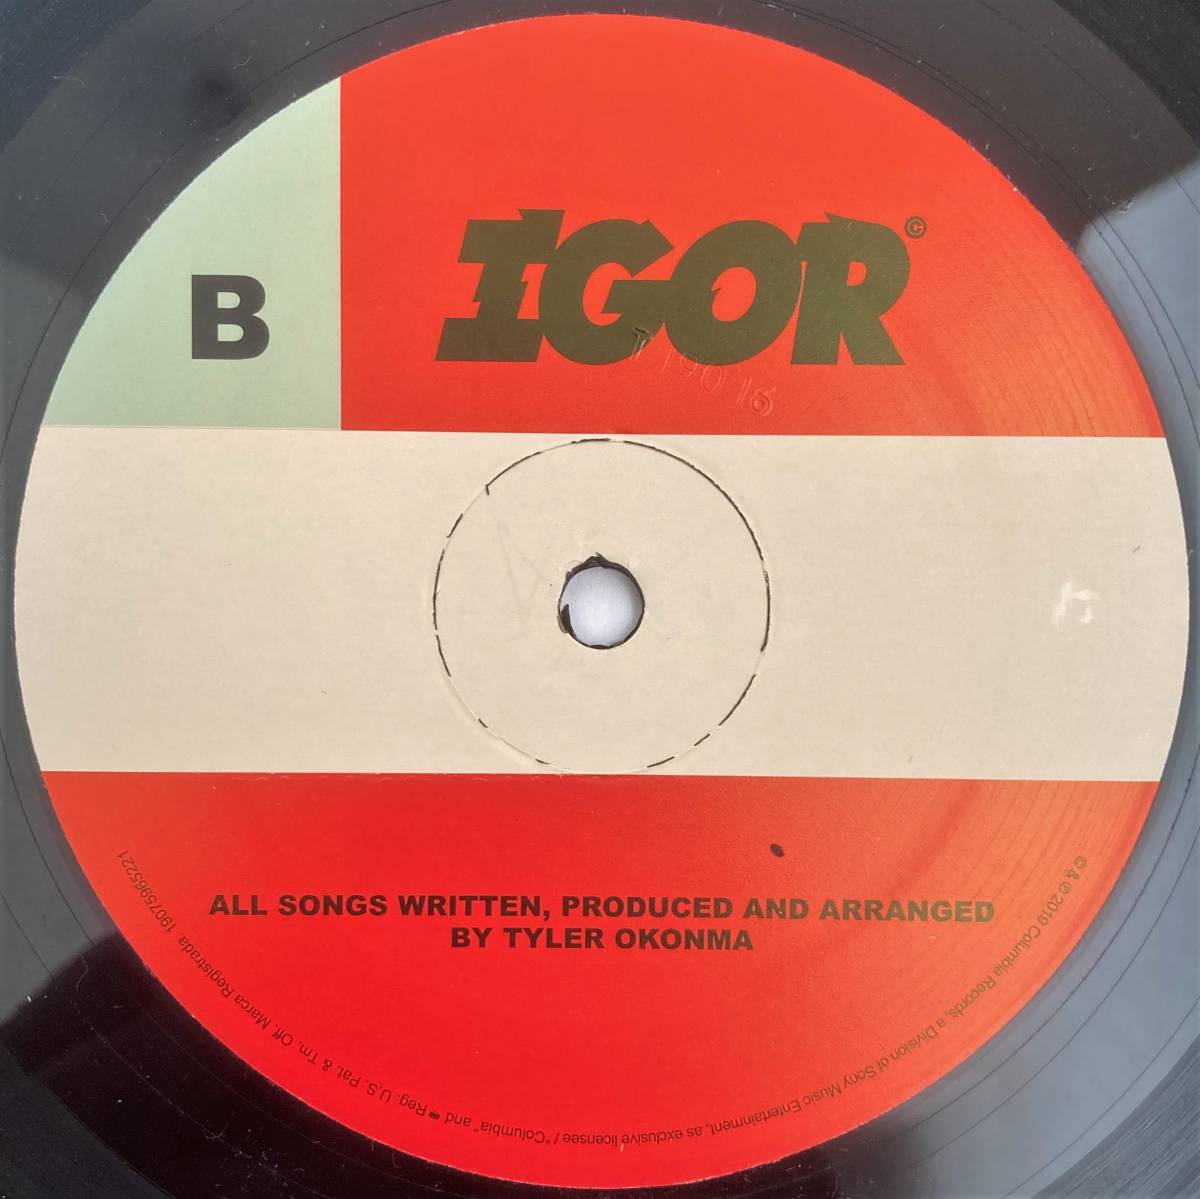 B
IGOR©
T19016
ALL SONGS WRITTEN, PRODUCED AND ARRANGED
BY TYLER OKONMA
© & ℗ 2019 Columbia Records, a Division of Sony Music Entertainment, as exclusive licensee / "Columbia" and Reg. U.S. Pat. & Tm. Off. Marca Registrada. 19075965221